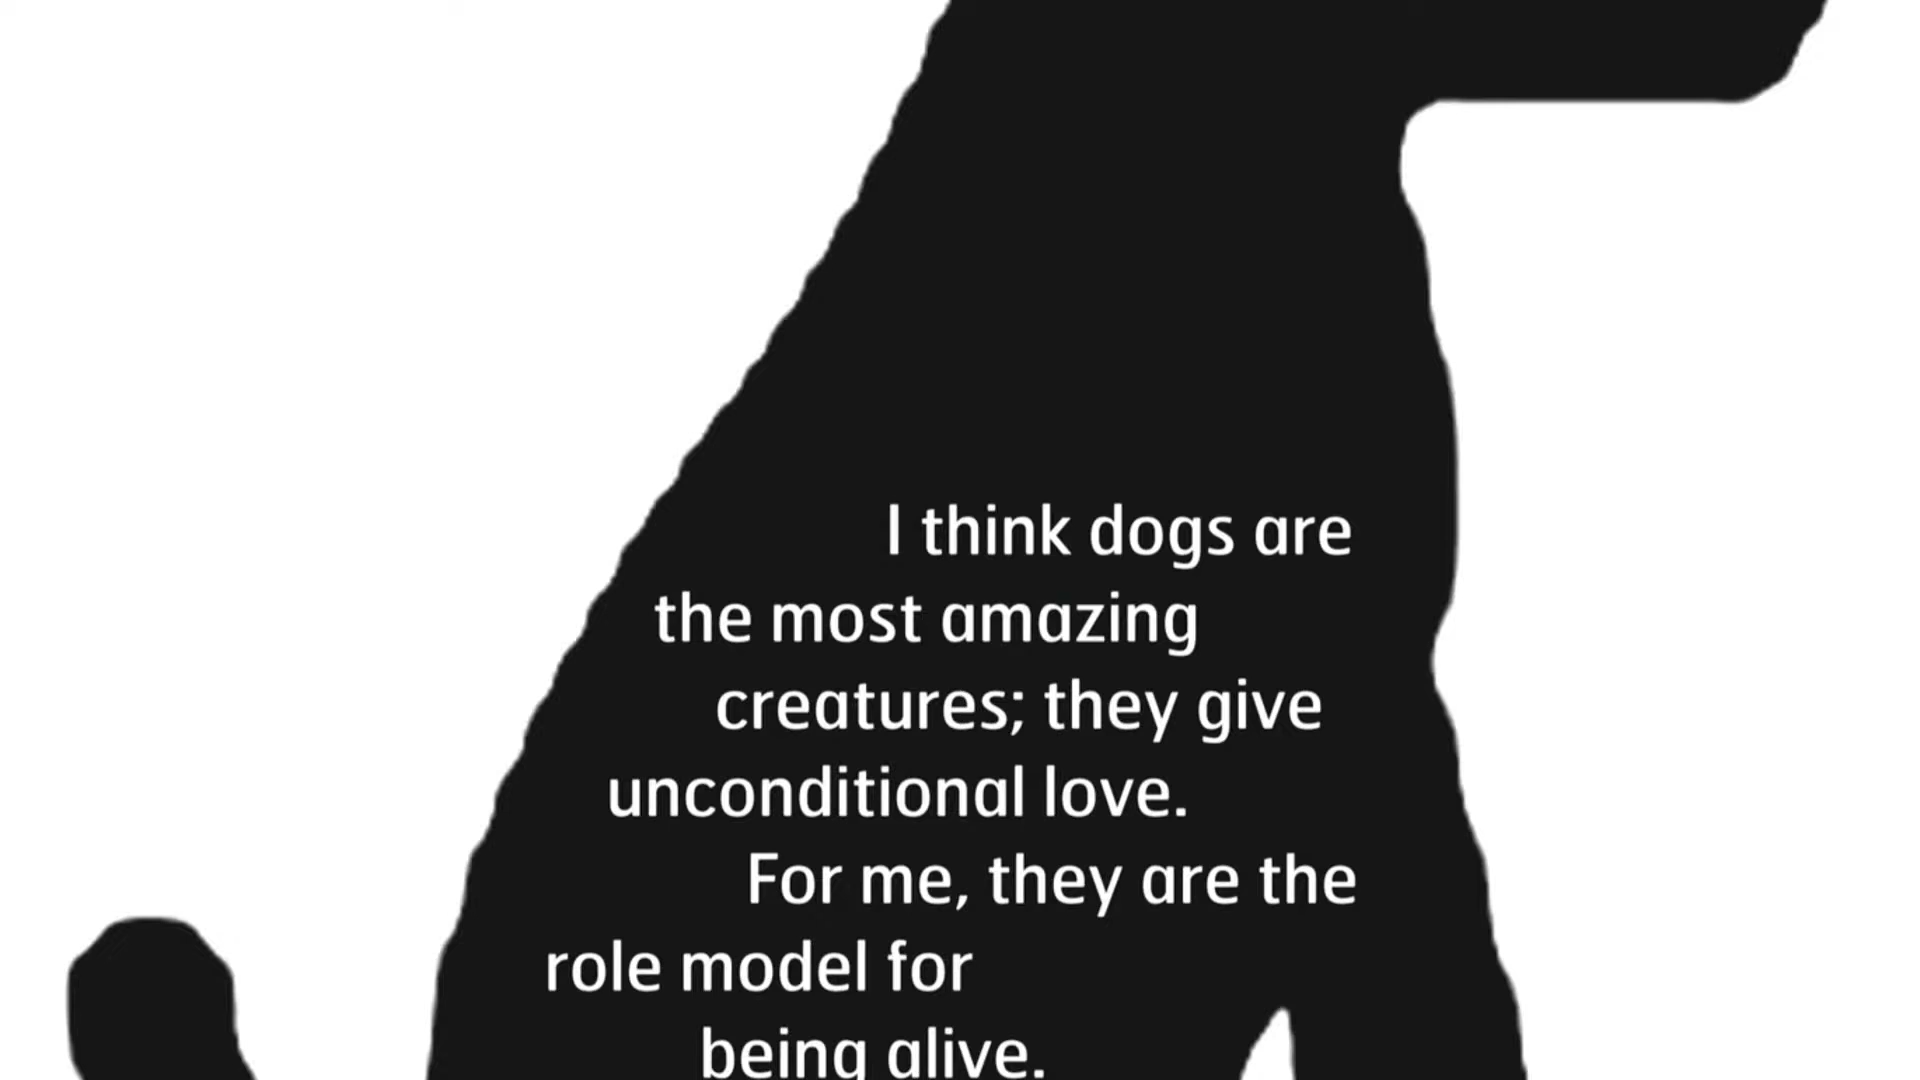 I think dogs are
the most amazing
creatures; they give
unconditional love.
For me, they are the
role model for
being alive.